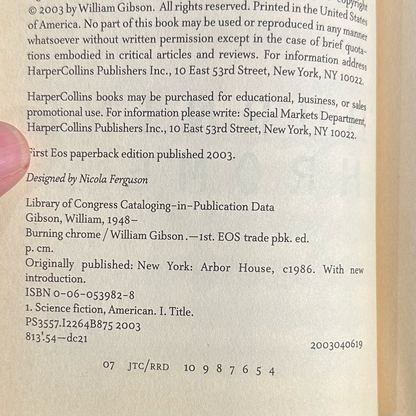 Copyright
© 2003 by William Gibson. All rights reserved. Printed in the United States
of America. No part of this book may be used or reproduced in any manner
whatsoever without written permission except in the case of brief quota-
tions embodied in critical articles and reviews. For information address
HarperCollins Publishers Inc., 10 East 53rd Street, New York, NY 10022.
HarperCollins books may be purchased for educational, business, or sales
promotional use. For information please write: Special Markets Department,
HarperCollins Publishers Inc., 10 East 53rd Street, New York, NY 10022.
First Eos paperback edition published 2003.
Designed by Nicola Ferguson
Library of Congress Cataloging-in-Publication Data
Gibson, William, 1948–
Burning chrome / William Gibson.—1st. EOS trade pbk. ed.
p. cm.
Originally published: New York: Arbor House, c1986. With new
introduction.
ISBN 0-06-053982-8
1. Science fiction, American. I. Title.
PS3557.I2264B875 2003
813'.54—dc21
2003040619
07 JTC/RRD 10 9 8 7 6 5 4